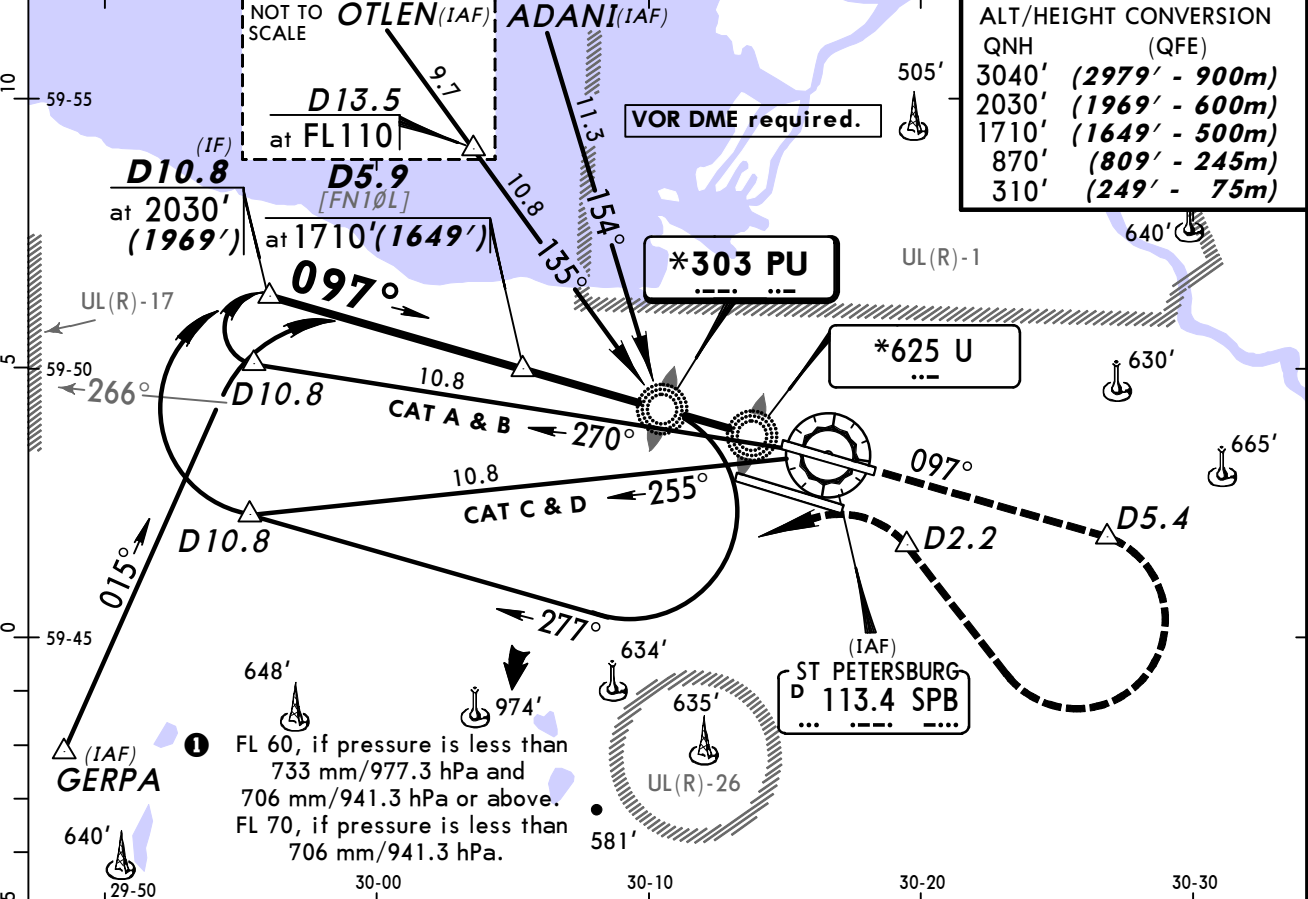 NOT TO
SCALE
OTLEN(IAF)
ADANI(IAF)
9.7
D13.5
at FL110
10.8
135°
11.3
154°
VOR DME required.
505'
ALT/HEIGHT CONVERSION
QNH (QFE)
3040' (2979' - 900m)
2030' (1969' - 600m)
1710' (1649' - 500m)
870' (809' - 245m)
310' (249' - 75m)
10
59-55
(IF)
D10.8
at 2030'
(1969')
D5.9
[FN1ØL]
at 1710'(1649')
097°
*303 PU
UL(R)-1
640'
UL(R)-17
*625 U
630'
5
59-50
266°
D10.8
10.8
CAT A & B
270°
10.8
CAT C & D
255°
097°
665'
D10.8
D2.2
D5.4
015°
277°
0
59-45
(IAF)
ST PETERSBURG
D 113.4 SPB
648'
974'
634'
635'
UL(R)-26
(IAF)
GERPA
1 FL 60, if pressure is less than
733 mm/977.3 hPa and
706 mm/941.3 hPa or above.
FL 70, if pressure is less than
706 mm/941.3 hPa.
581'
640'
5
29-50
30-00
30-10
30-20
30-30